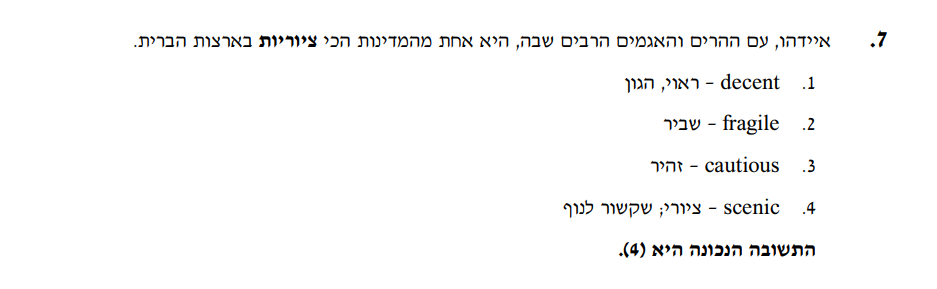 7. איידהו, עם ההרים והאגמים הרבים שבה, היא אחת מהמדינות הכי ציוריות בארצות הברית.
1. decent – ראוי, הגון
2. fragile – שביר
3. cautious – זהיר
4. scenic – ציורי; שקשור לנוף
התשובה הנכונה היא (4).